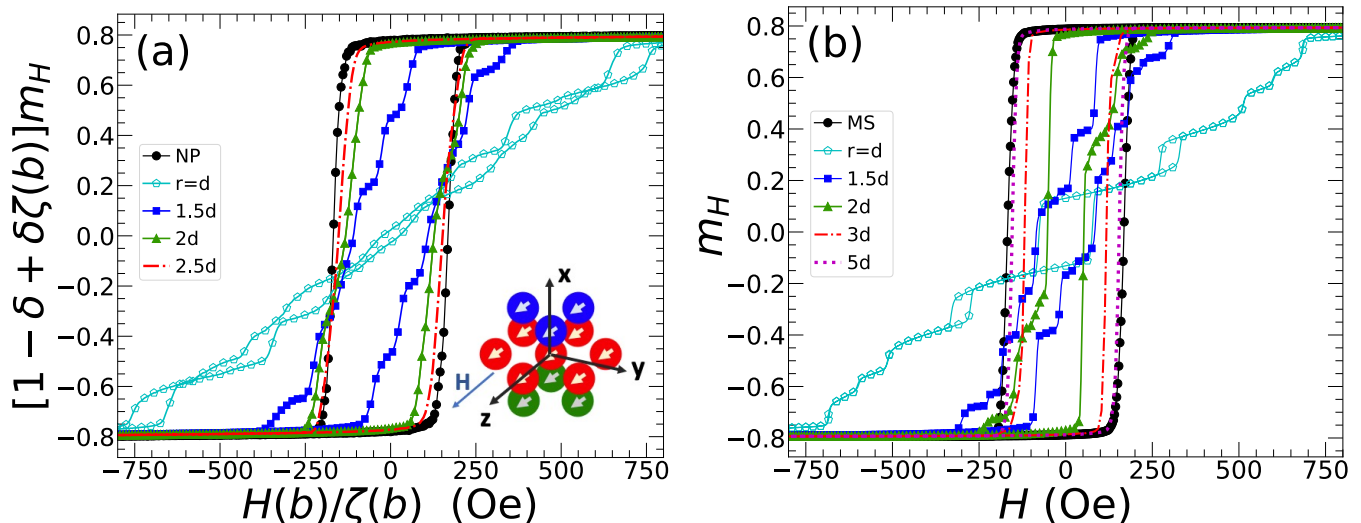 (a)
[1 − δ + δζ(b)]m_H
0.8
0.6
0.4
0.2
0.0
−0.2
−0.4
−0.6
−0.8
NP
r=d
1.5d
2d
2.5d
x
y
z
H
−750 −500 −250 0 250 500 750
H(b)/ζ(b) (Oe)
(b)
m_H
0.8
0.6
0.4
0.2
0.0
−0.2
−0.4
−0.6
−0.8
MS
r=d
1.5d
2d
3d
5d
−750 −500 −250 0 250 500 750
H (Oe)